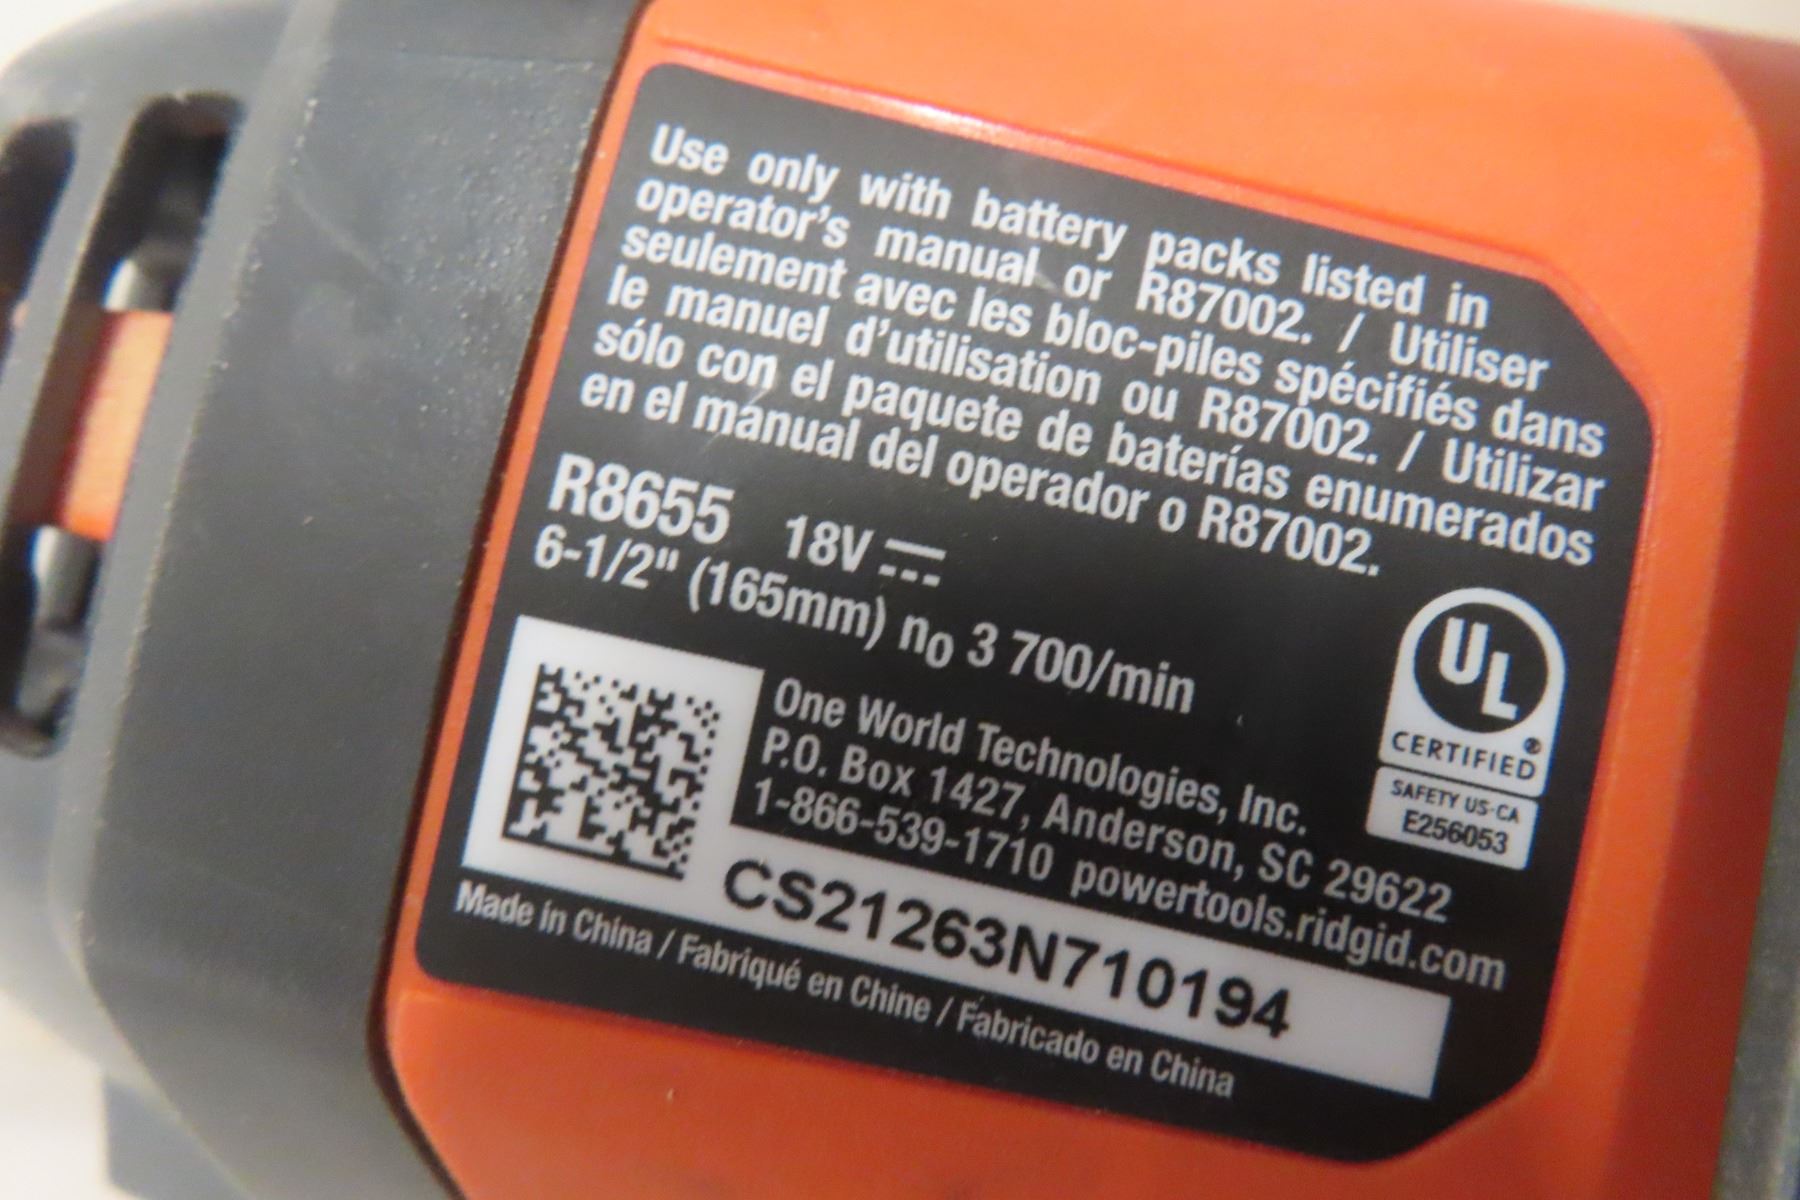 Use only with battery packs listed in
operator's manual or R87002. / Utiliser
seulement avec les bloc-piles spécifiés dans
le manuel d'utilisation ou R87002. / Utilizar
sólo con el paquete de baterías enumerados
en el manual del operador o R87002.
R8655 18V
6-1/2" (165mm) no 3 700/min
UL
CERTIFIED®
SAFETY US-CA
E256053
One World Technologies, Inc.
P.O. Box 1427, Anderson, SC 29622
1-866-539-1710 powertools.ridgid.com
CS21263N710194
Made in China / Fabriqué en Chine / Fabricado en China